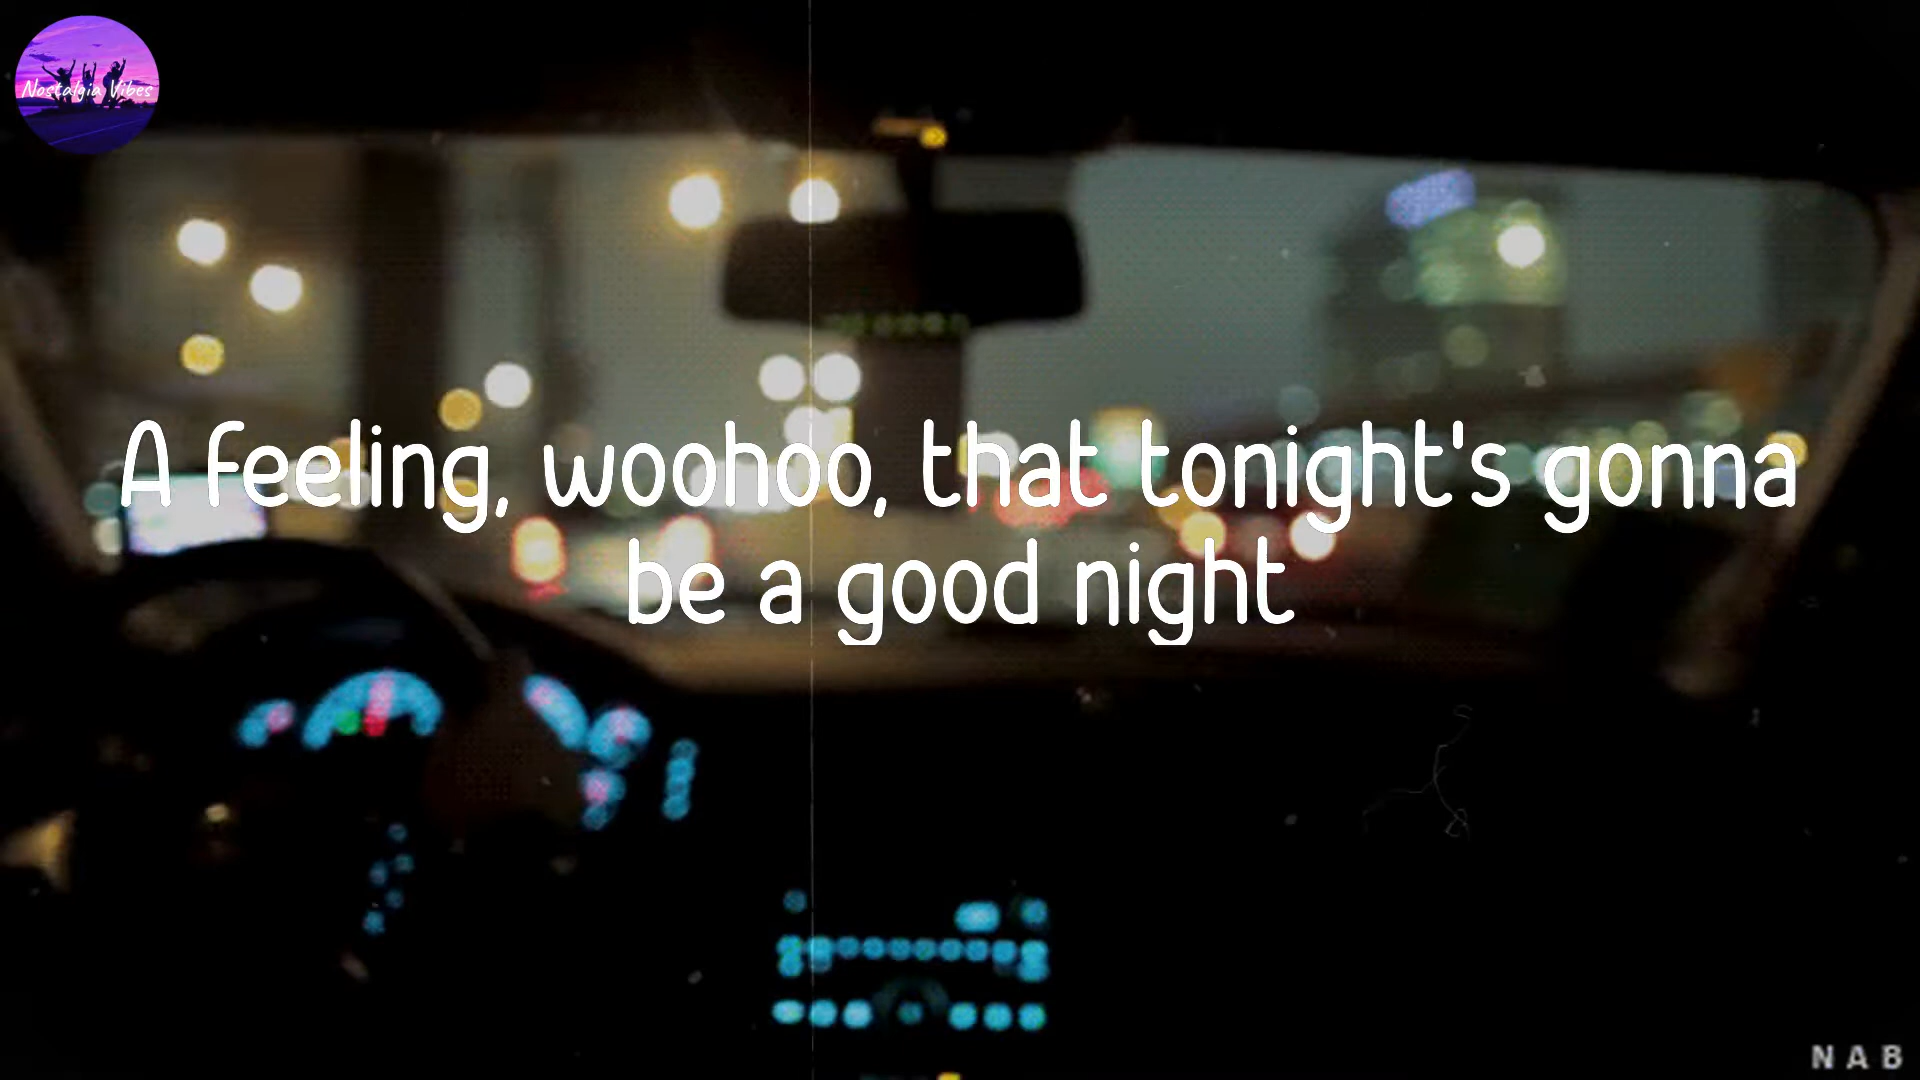 Nostalgia Vibes
A feeling, woohoo, that tonight's gonna
be a good night
NAB